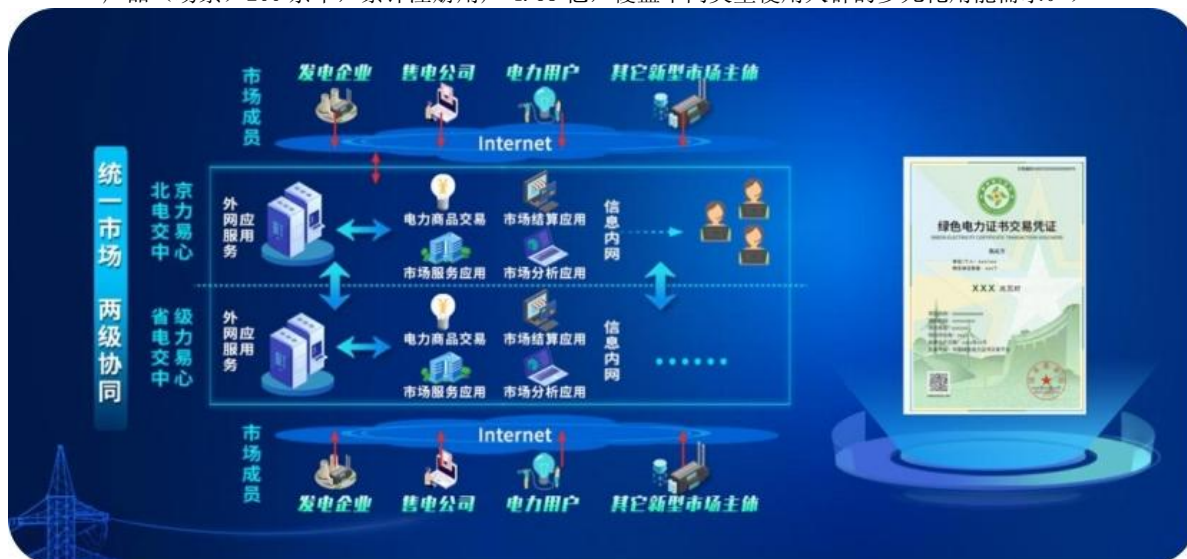 市场成员
发电企业 售电公司 电力用户 其它新型市场主体
Internet
统一市场 两级协同
北京电力交易中心
外网应用服务
电力商品交易 市场结算应用
市场服务应用 市场分析应用
信息内网
省级电力交易中心
外网应用服务
电力商品交易 市场结算应用
市场服务应用 市场分析应用
信息内网
......
Internet
市场成员
发电企业 售电公司 电力用户 其它新型市场主体
绿色电力证书交易凭证
XXX